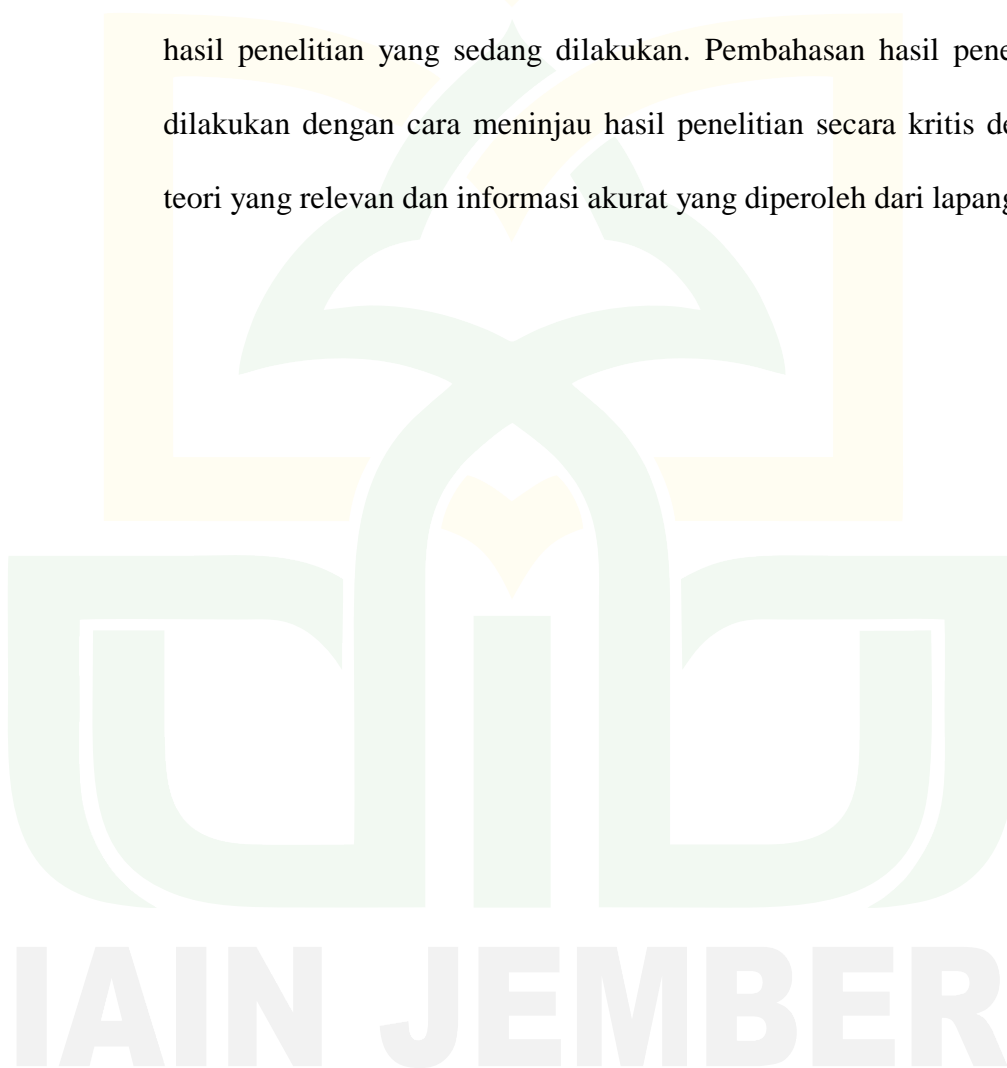 hasil penelitian yang sedang dilakukan. Pembahasan hasil pene
dilakukan dengan cara meninjau hasil penelitian secara kritis de
teori yang relevan dan informasi akurat yang diperoleh dari lapang
IAIN JEMBER